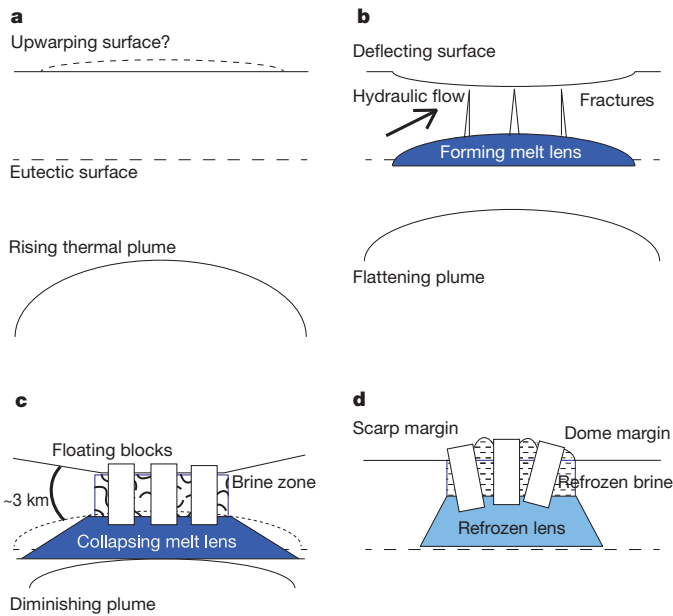 a
Upwarping surface?
Eutectic surface
Rising thermal plume
b
Deflecting surface
Hydraulic flow
Fractures
Forming melt lens
Flattening plume
c
Floating blocks
Brine zone
~3 km
Collapsing melt lens
Diminishing plume
d
Scarp margin
Dome margin
Refrozen brine
Refrozen lens